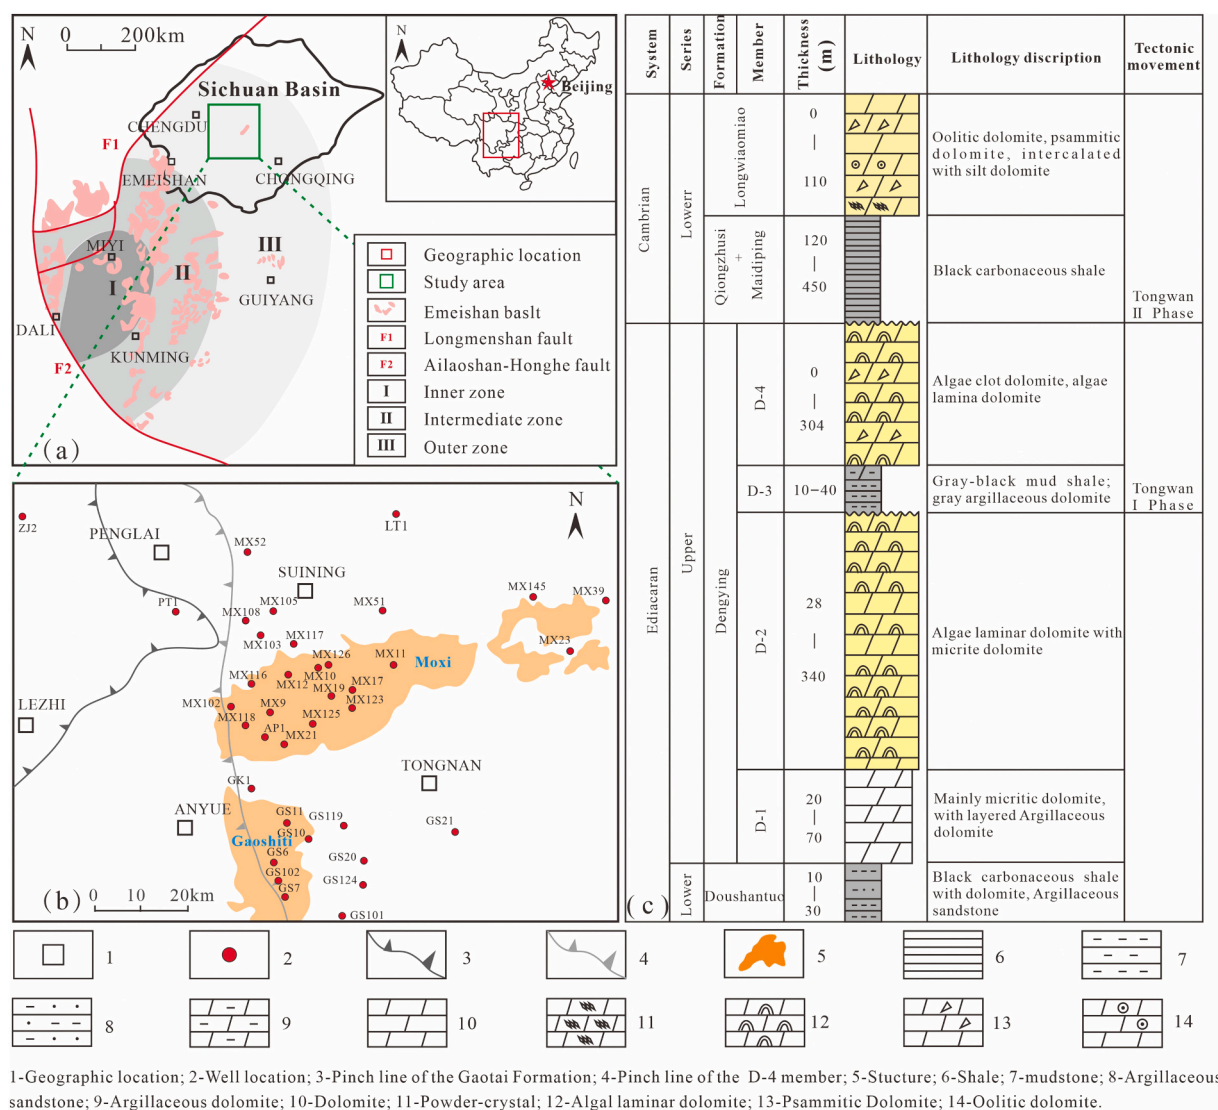 N
0 200km
Sichuan Basin
CHENGDU
F1
EMEISHAN
CHONGQING
MIYI
I
II
III
GUIYANG
DALI
KUNMING
F2
(a)
N
Beijing
Geographic location
Study area
Emeishan baslt
F1 Longmenshan fault
F2 Ailaoshan-Honghe fault
I Inner zone
II Intermediate zone
III Outer zone
N
ZJ2
PENGLAI
LT1
MX52
SUINING
PT1
MX105
MX108
MX51
MX145
MX39
MX103
MX117
MX23
MX126
MX11
Moxi
MX116
MX12
MX10
MX19
MX17
MX102
MX9
MX123
MX118
MX125
AP1
MX21
LEZHI
TONGNAN
GK1
ANYUE
GS11
GS119
GS21
Gaoshiti
GS10
GS6
GS20
GS102
GS124
GS7
GS101
(b)
0 10 20km
System
Series
Formation
Member
Thickness
(m)
Lithology
Lithology discription
Tectonic
movement
Cambrian
Lowerr
Longwiaomiao
0
110
Oolitic dolomite, psammitic
dolomite, intercalated
with silt dolomite
Qiongzhusi
+
Maidiping
120
450
Black carbonaceous shale
Tongwan
II Phase
Ediacaran
Upper
Dengying
D-4
0
304
Algae clot dolomite, algae
lamina dolomite
D-3
10-40
Gray-black mud shale;
gray argillaceous dolomite
Tongwan
I Phase
D-2
28
340
Algae laminar dolomite with
micrite dolomite
D-1
20
70
Mainly micritic dolomite,
with layered Argillaceous
dolomite
Lower
Doushantuo
10
30
Black carbonaceous shale
with dolomite, Argillaceous
sandstone
(c)
1
2
3
4
5
6
7
8
9
10
11
12
13
14
1-Geographic location; 2-Well location; 3-Pinch line of the Gaotai Formation; 4-Pinch line of the D-4 member; 5-Stucture; 6-Shale; 7-mudstone; 8-Argillaceous
sandstone; 9-Argillaceous dolomite; 10-Dolomite; 11-Powder-crystal; 12-Algal laminar dolomite; 13-Psammitic Dolomite; 14-Oolitic dolomite.